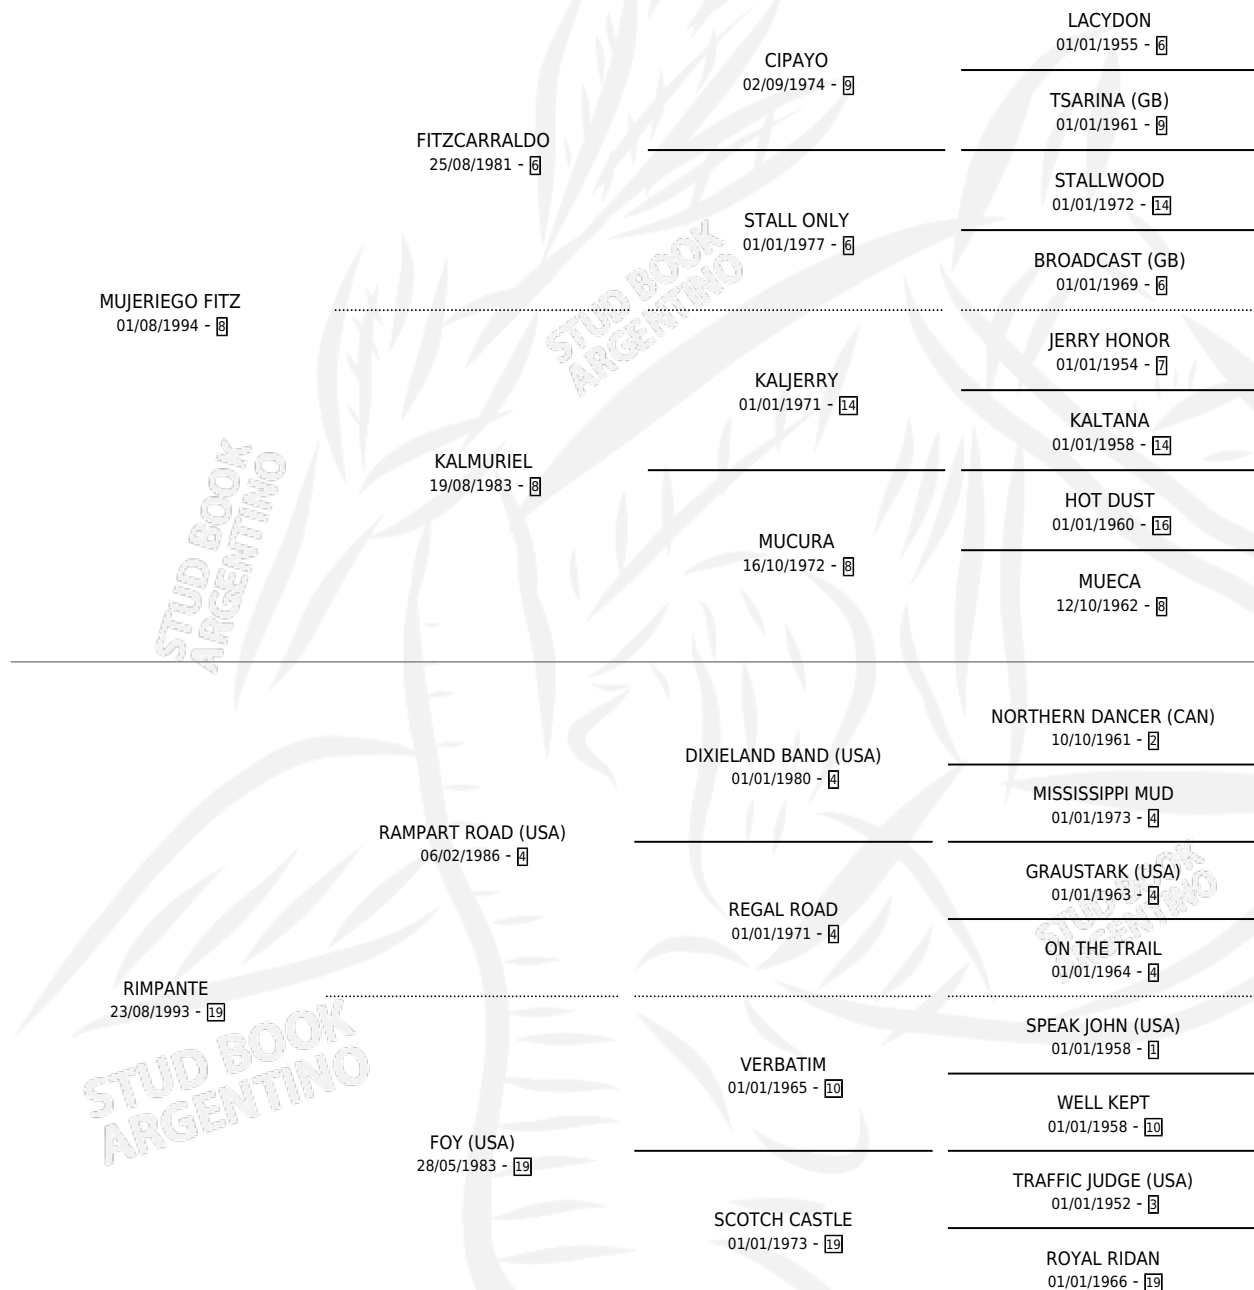 LACYDON
01/01/1955 - 6
CIPAYO
02/09/1974 - 9
TSARINA (GB)
01/01/1961 - 9
FITZCARRALDO
25/08/1981 - 6
STALLWOOD
01/01/1972 - 14
STALL ONLY
01/01/1977 - 6
BROADCAST (GB)
01/01/1969 - 6
MUJERIEGO FITZ
01/08/1994 - 8
STUD BOOK
ARGENTINO
JERRY HONOR
01/01/1954 - 7
KALJERRY
01/01/1971 - 14
KALTANA
01/01/1958 - 14
KALMURIEL
19/08/1983 - 8
HOT DUST
01/01/1960 - 16
MUCURA
16/10/1972 - 8
MUECA
12/10/1962 - 8
STUD BOOK
ARGENTINO
NORTHERN DANCER (CAN)
10/10/1961 - 2
DIXIELAND BAND (USA)
01/01/1980 - 4
MISSISSIPPI MUD
01/01/1973 - 4
RAMPART ROAD (USA)
06/02/1986 - 4
GRAUSTARK (USA)
01/01/1963 - 4
REGAL ROAD
01/01/1971 - 4
STUD BOOK
ARGENTINO
ON THE TRAIL
01/01/1964 - 4
RIMPANTE
23/08/1993 - 19
SPEAK JOHN (USA)
01/01/1958 - 1
VERBATIM
01/01/1965 - 10
STUD BOOK
ARGENTINO
WELL KEPT
01/01/1958 - 10
FOY (USA)
28/05/1983 - 19
TRAFFIC JUDGE (USA)
01/01/1952 - 3
SCOTCH CASTLE
01/01/1973 - 19
ROYAL RIDAN
01/01/1966 - 19